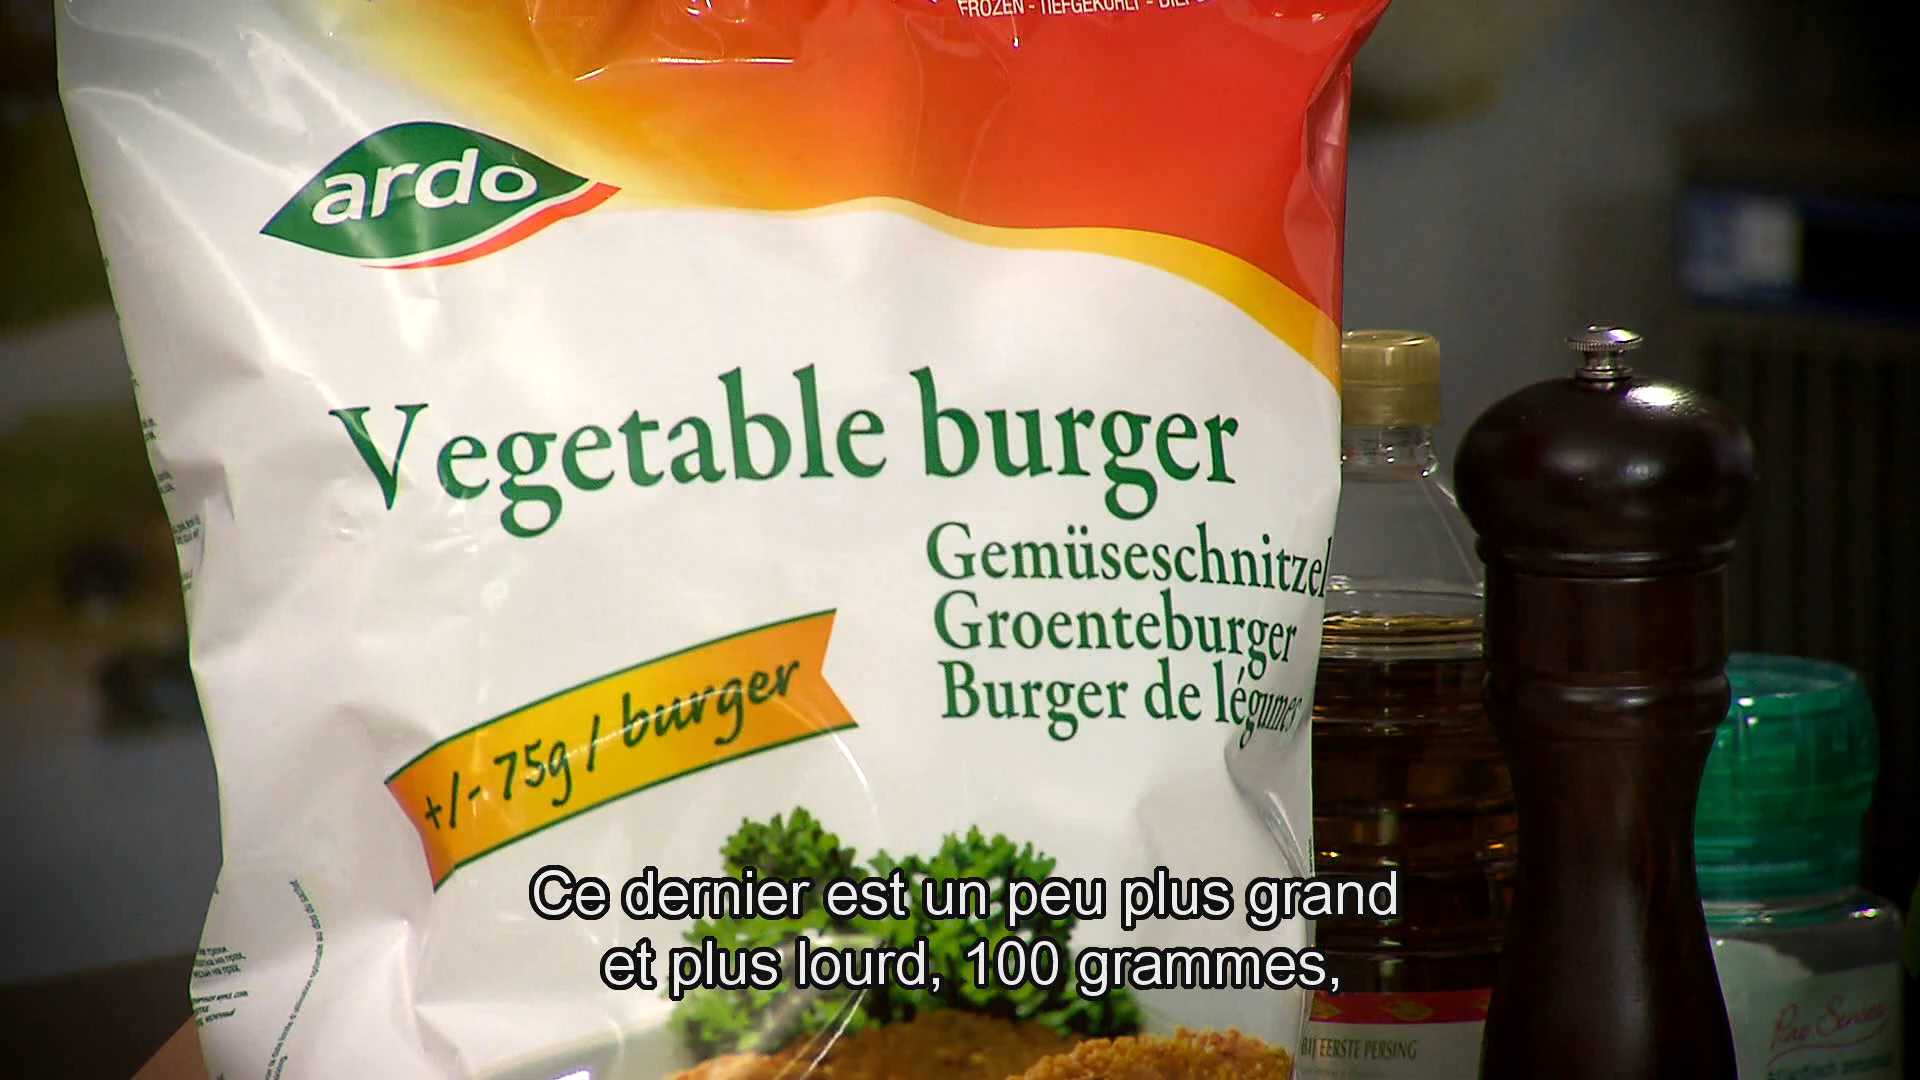 FROZEN - TIEFGEKÜHLT -
ardo
Vegetable burger
Gemüseschnitzel
Groenteburger
Burger de légumes
+/- 75g / burger
Ce dernier est un peu plus grand
et plus lourd, 100 grammes,
BIJ EERSTE PERSING